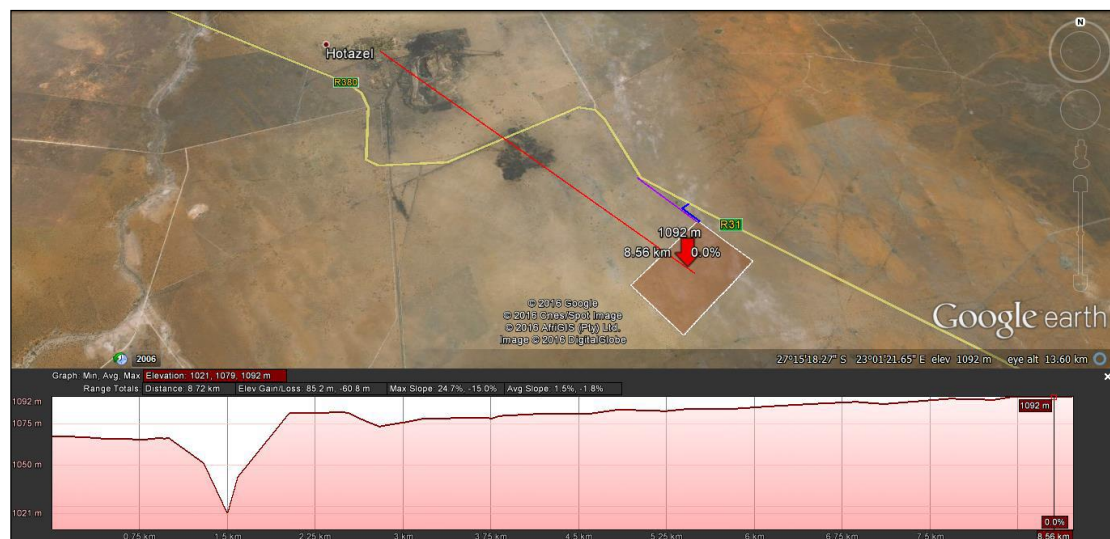 N
Hotazel
R380
R31
1092 m
8.56 km 0.0%
© 2016 Google
© 2016 Cnes/Spot Image
© 2016 AfriGIS (Pty) Ltd.
Image © 2016 DigitalGlobe
Google earth
2006
27°15'18.27" S 23°01'21.65" E elev 1092 m eye alt 13.60 km
Graph: Min, Avg, Max Elevation: 1021, 1079, 1092 m
Range Totals: Distance: 8.72 km Elev Gain/Loss: 85.2 m, -60.8 m Max Slope: 24.7%, -15.0% Avg Slope: 1.5%, -1.8%
1092 m
1092 m
1075 m
1050 m
1021 m
0.0%
0.75 km 1.5 km 2.25 km 3 km 3.75 km 4.5 km 5.25 km 6 km 6.75 km 7.5 km 8.56 km